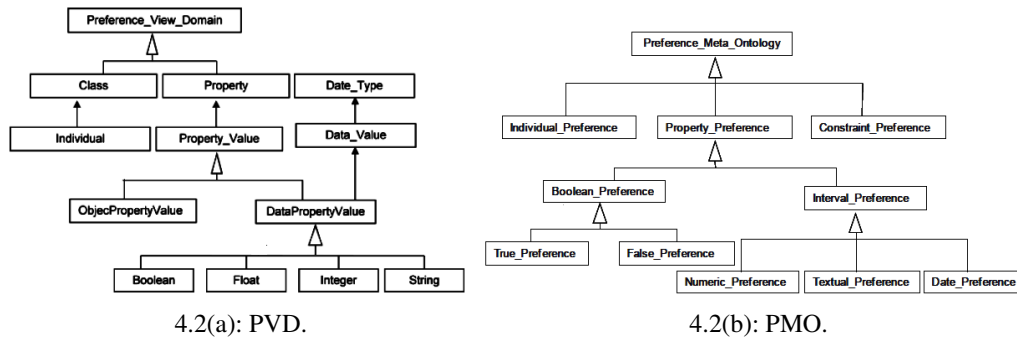 Preference_View_Domain
Class
Property
Date_Type
Individual
Property_Value
Data_Value
ObjecPropertyValue
DataPropertyValue
Boolean
Float
Integer
String
4.2(a): PVD.
Preference_Meta_Ontology
Individual_Preference
Property_Preference
Constraint_Preference
Boolean_Preference
Interval_Preference
True_Preference
False_Preference
Numeric_Preference
Textual_Preference
Date_Preference
4.2(b): PMO.